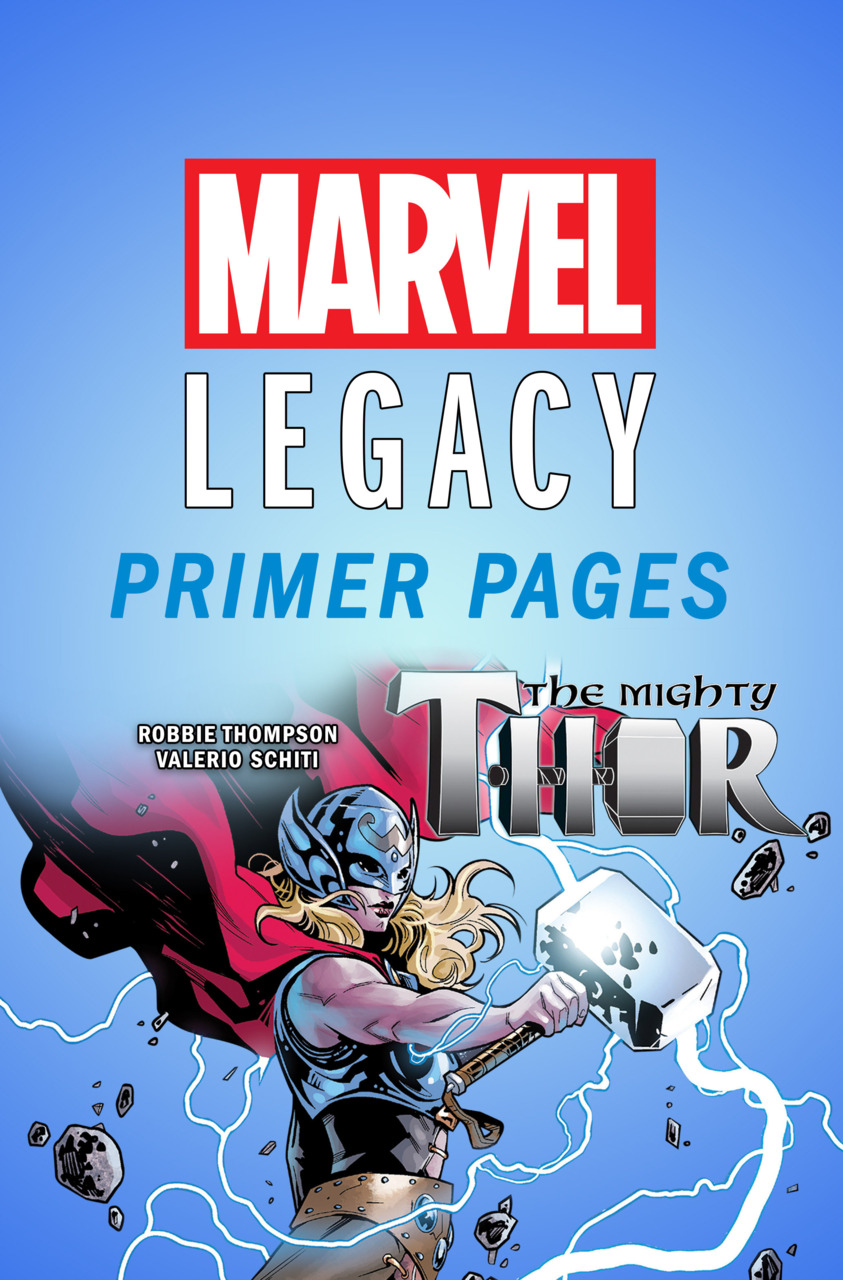 MARVEL
LEGACY
PRIMER PAGES
THE MIGHTY
THOR
ROBBIE THOMPSON
VALERIO SCHITI